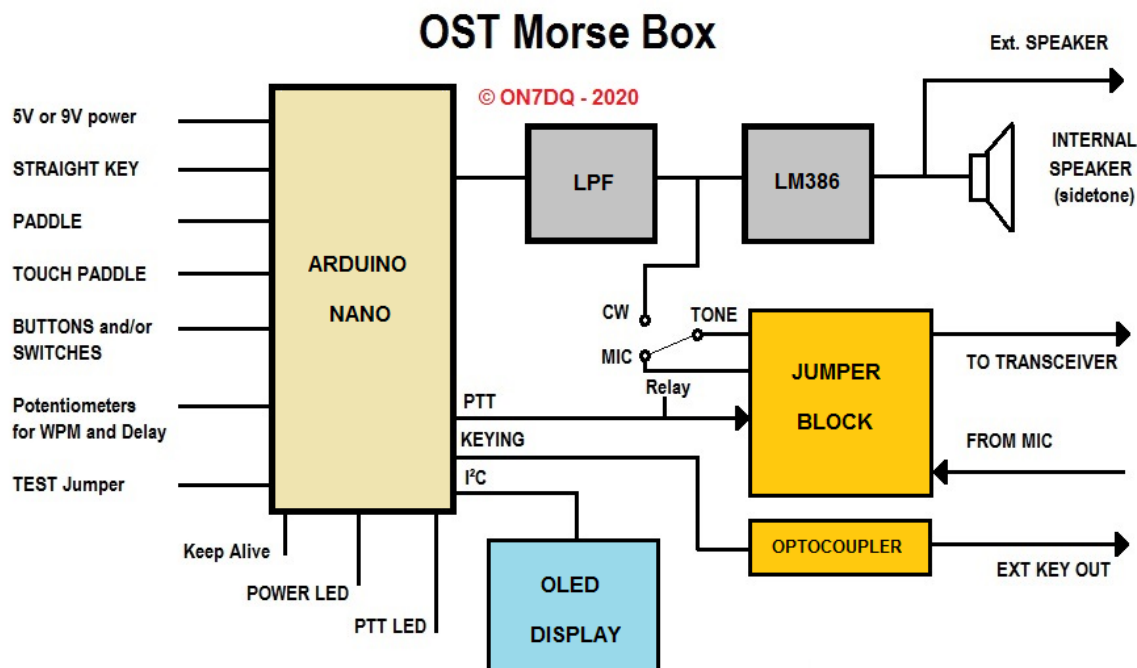 OST Morse Box
© ON7DQ - 2020
Ext. SPEAKER
5V or 9V power
STRAIGHT KEY
PADDLE
TOUCH PADDLE
BUTTONS and/or
SWITCHES
Potentiometers
for WPM and Delay
TEST Jumper
ARDUINO
NANO
LPF
LM386
INTERNAL
SPEAKER
(sidetone)
CW
TONE
MIC
Relay
PTT
KEYING
I²C
JUMPER
BLOCK
TO TRANSCEIVER
FROM MIC
OPTOCOUPLER
EXT KEY OUT
Keep Alive
POWER LED
PTT LED
OLED
DISPLAY